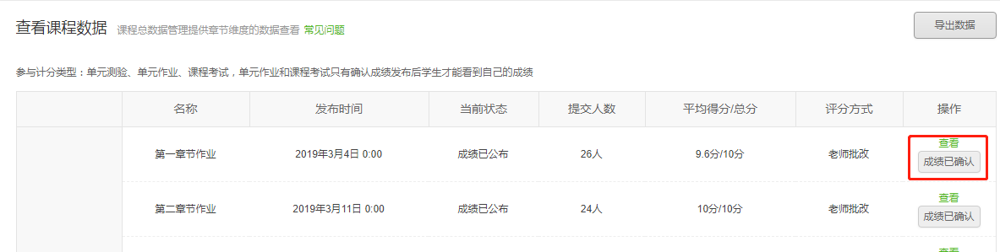 查看课程数据 课程总数据管理提供章节维度的数据查看 常见问题 导出数据
参与计分类型：单元测验、单元作业、课程考试，单元作业和课程考试只有确认成绩发布后学生才能看到自己的成绩
名称 发布时间 当前状态 提交人数 平均得分/总分 评分方式 操作
第一章节作业 2019年3月4日 0:00 成绩已公布 26人 9.6分/10分 老师批改 查看
成绩已确认
第二章节作业 2019年3月11日 0:00 成绩已公布 24人 10分/10分 老师批改 查看
成绩已确认
查看